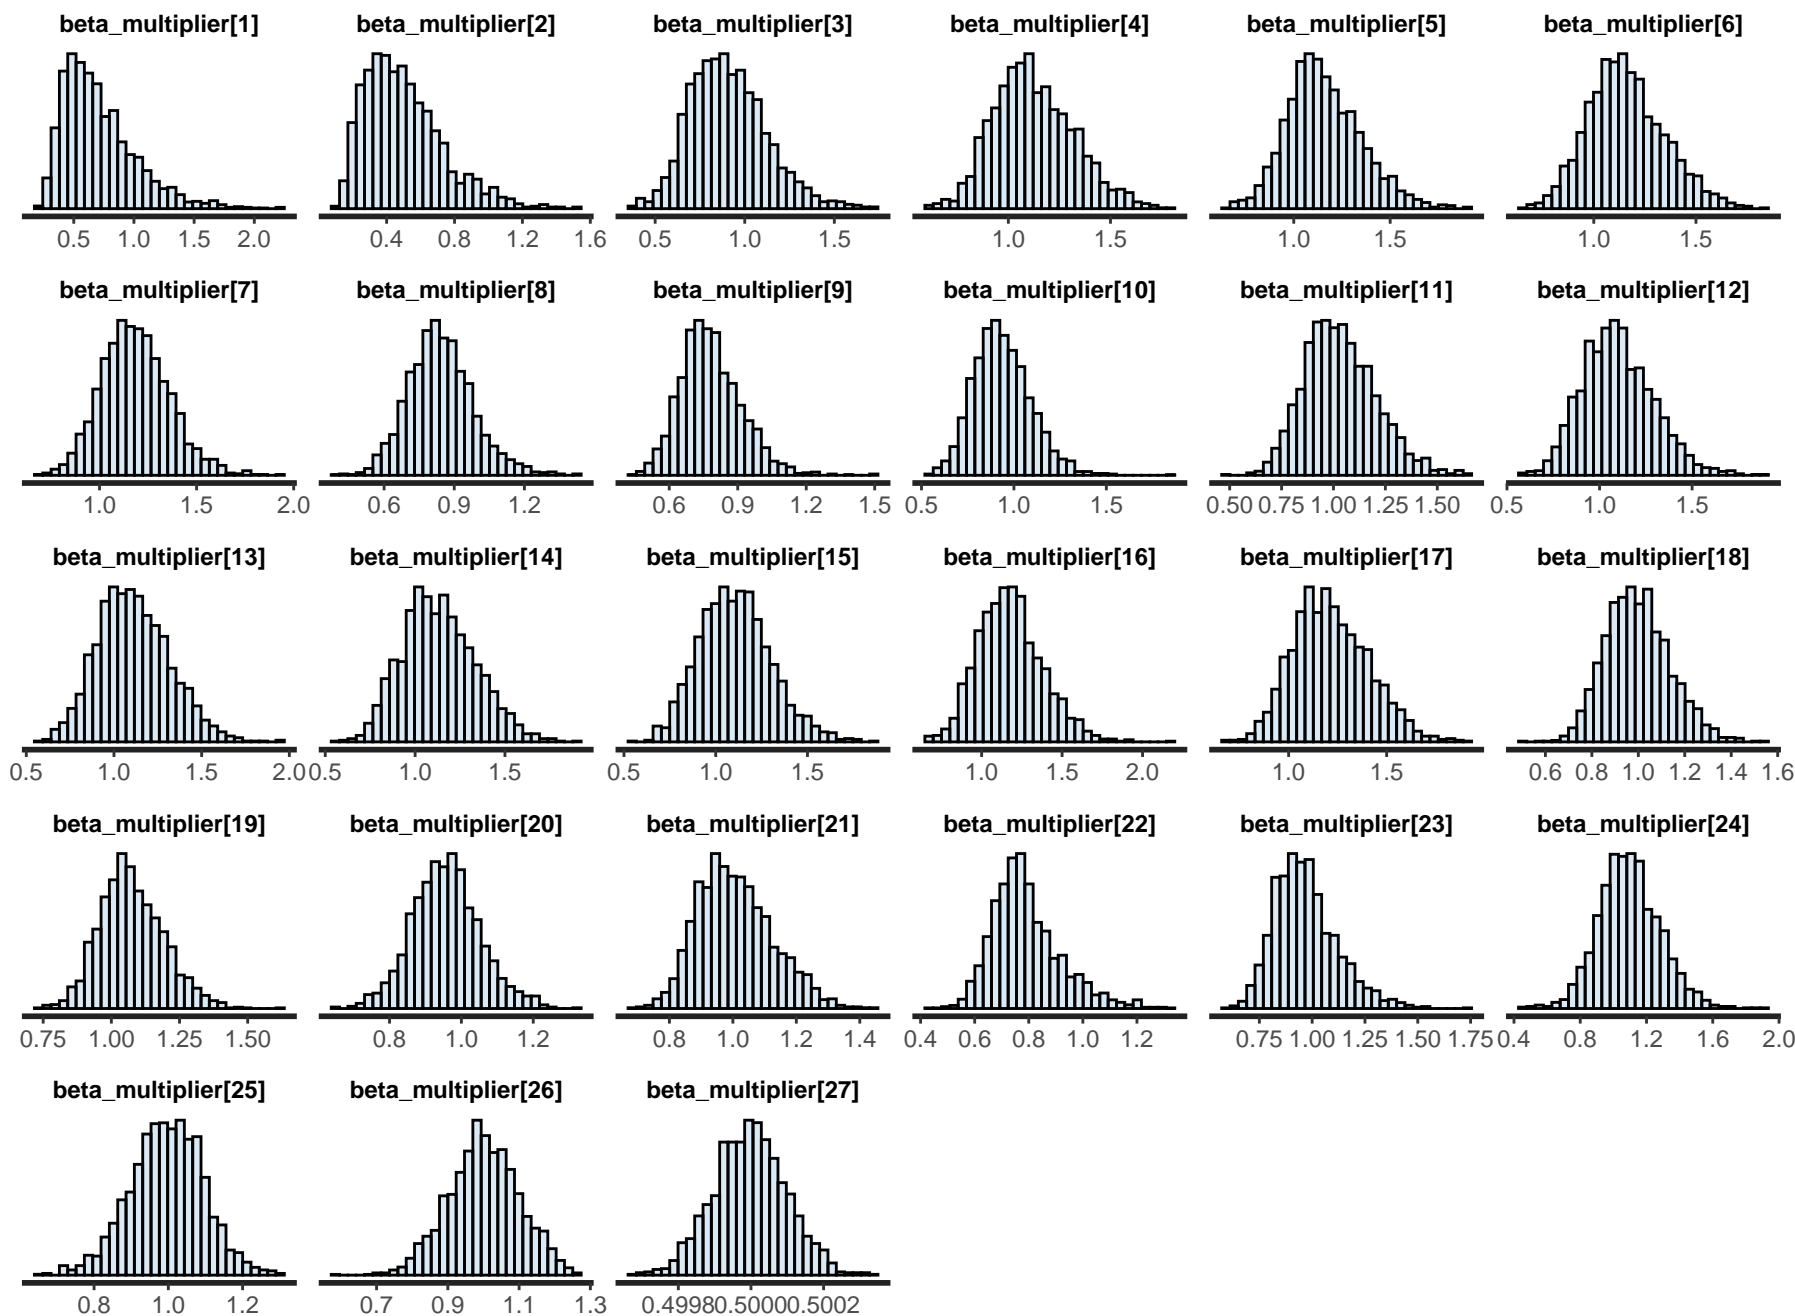 beta_multiplier[1] beta_multiplier[2] beta_multiplier[3] beta_multiplier[4] beta_multiplier[5] beta_multiplier[6]
0.5 1.0 1.5 2.0 0.4 0.8 1.2 1.6 0.5 1.0 1.5 1.0 1.5 1.0 1.5 1.0 1.5
beta_multiplier[7] beta_multiplier[8] beta_multiplier[9] beta_multiplier[10] beta_multiplier[11] beta_multiplier[12]
1.0 1.5 2.0 0.6 0.9 1.2 0.6 0.9 1.2 1.5 0.5 1.0 1.5 0.50 0.75 1.00 1.25 1.50 0.5 1.0 1.5
beta_multiplier[13] beta_multiplier[14] beta_multiplier[15] beta_multiplier[16] beta_multiplier[17] beta_multiplier[18]
0.5 1.0 1.5 2.0 0.5 1.0 1.5 0.5 1.0 1.5 1.0 1.5 2.0 1.0 1.5 0.6 0.8 1.0 1.2 1.4 1.6
beta_multiplier[19] beta_multiplier[20] beta_multiplier[21] beta_multiplier[22] beta_multiplier[23] beta_multiplier[24]
0.75 1.00 1.25 1.50 0.8 1.0 1.2 0.8 1.0 1.2 1.4 0.4 0.6 0.8 1.0 1.2 0.75 1.00 1.25 1.50 1.75 0.4 0.8 1.2 1.6 2.0
beta_multiplier[25] beta_multiplier[26] beta_multiplier[27]
0.8 1.0 1.2 0.7 0.9 1.1 1.3 0.4998 0.5000 0.5002